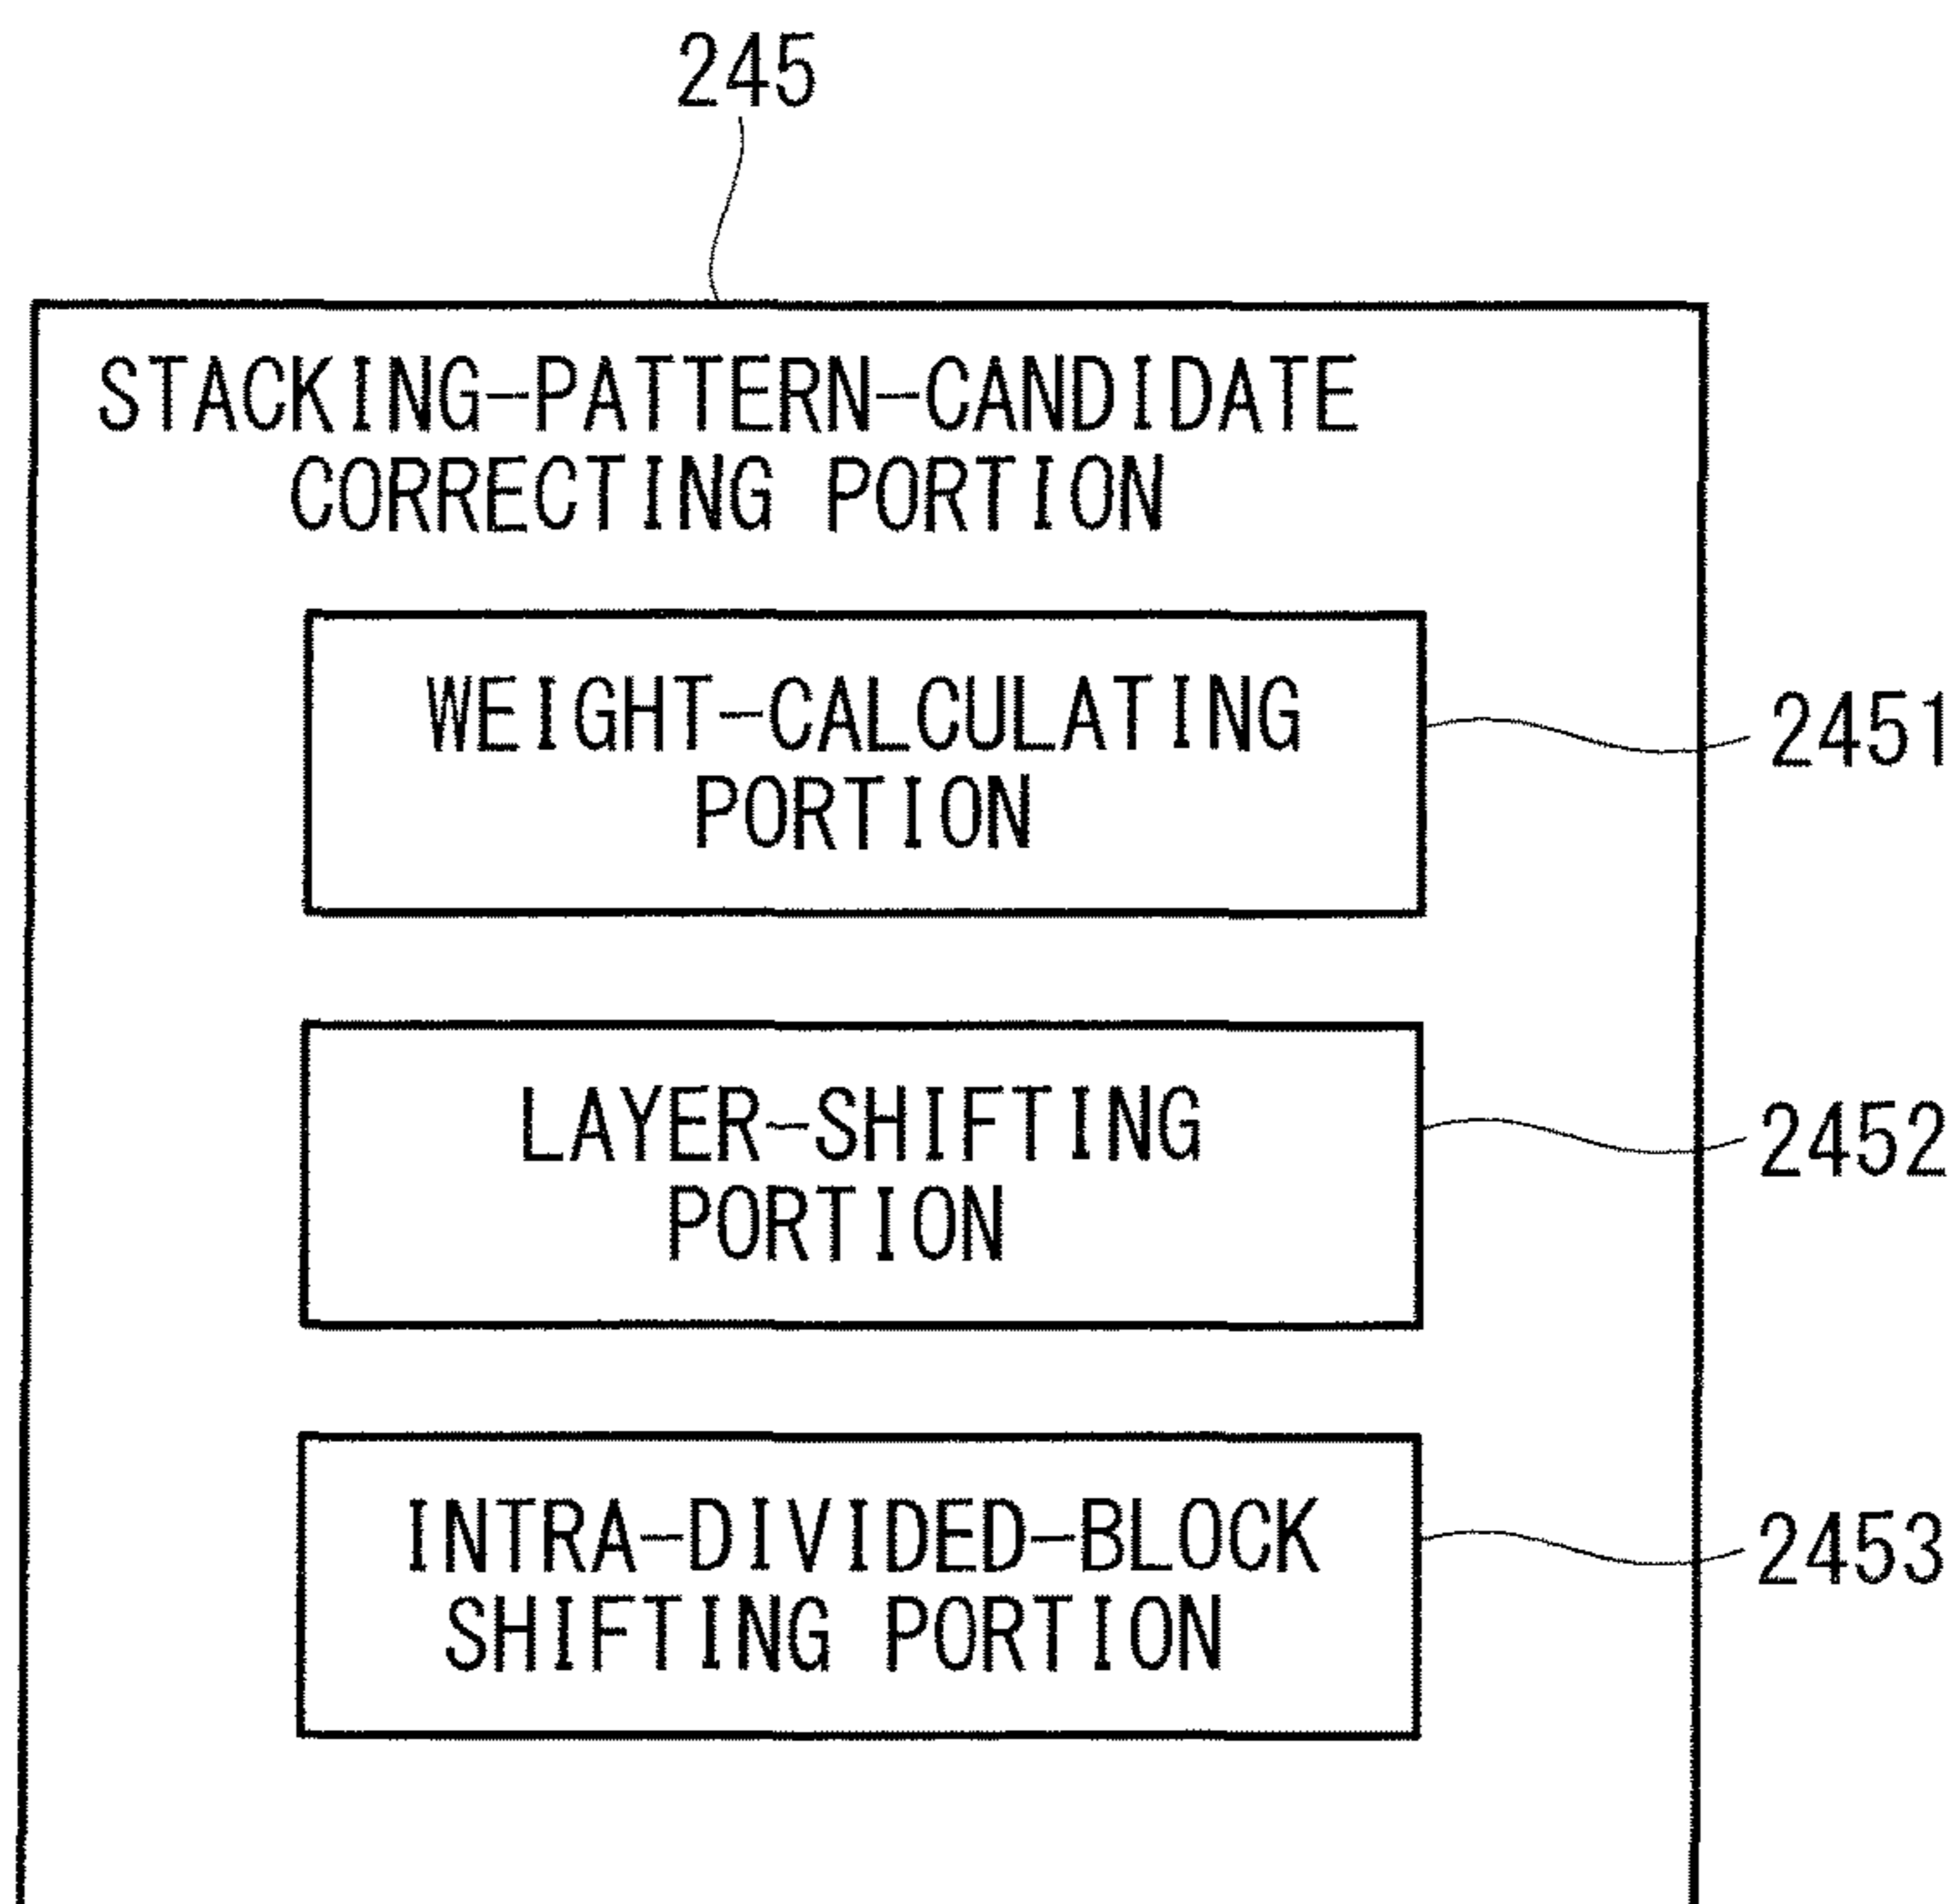 245
STACKING-PATTERN-CANDIDATE
CORRECTING PORTION
WEIGHT-CALCULATING
PORTION
2451
LAYER-SHIFTING
PORTION
2452
INTRA-DIVIDED-BLOCK
SHIFTING PORTION
2453